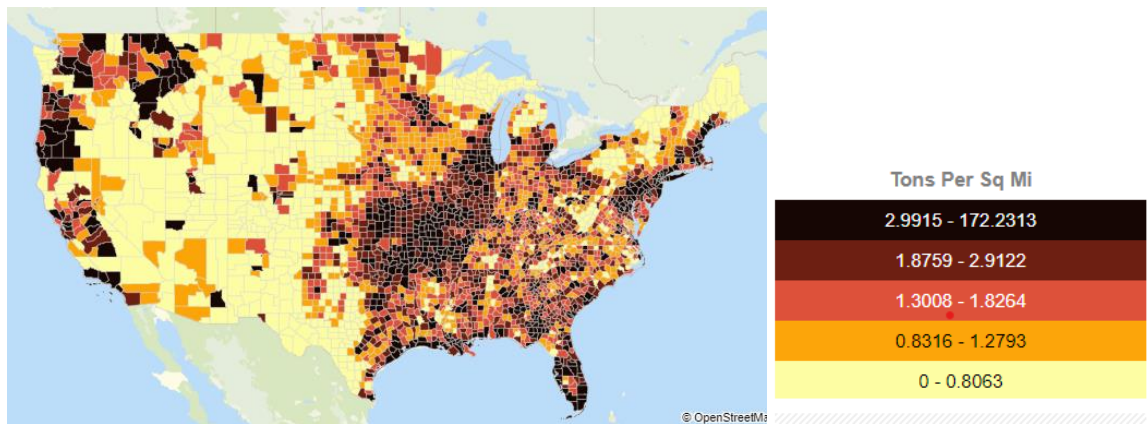 Tons Per Sq Mi
2.9915 - 172.2313
1.8759 - 2.9122
1.3008 - 1.8264
0.8316 - 1.2793
0 - 0.8063
© OpenStreetMa